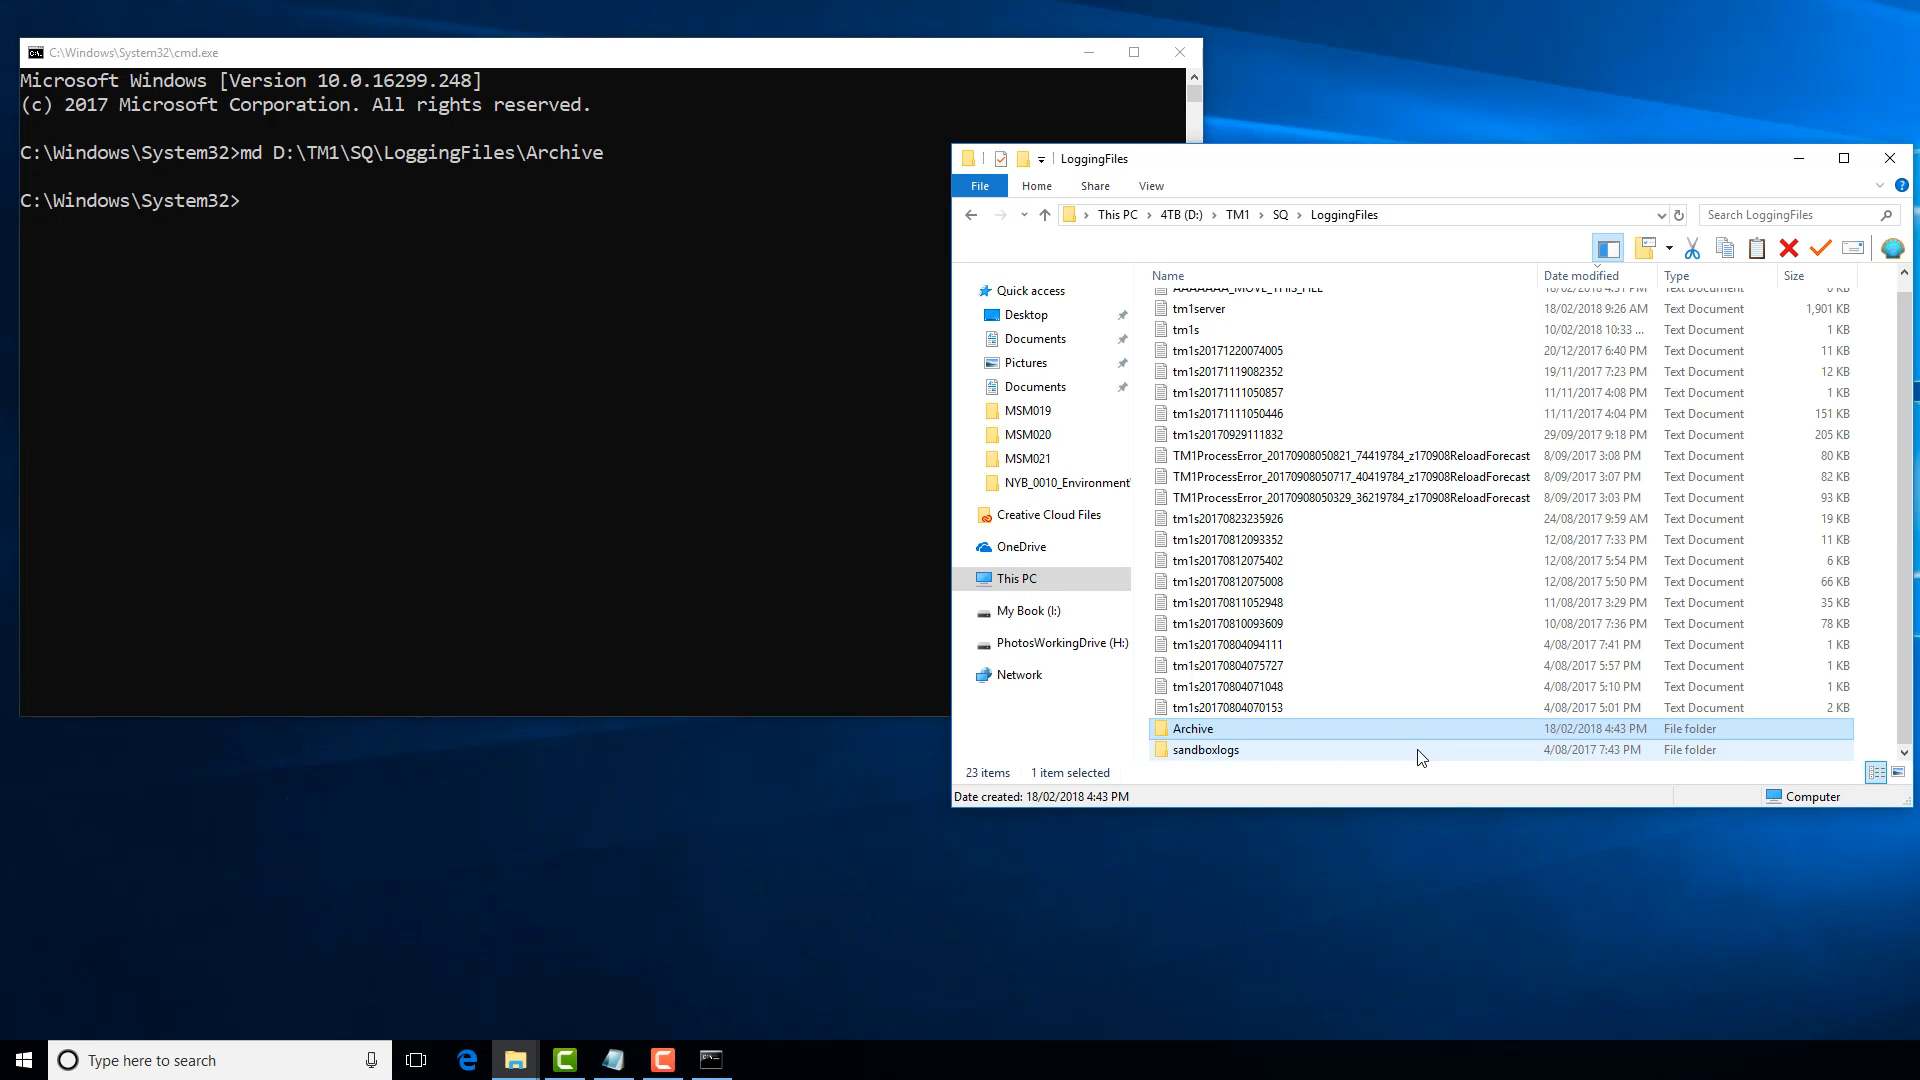 C:\Windows\System32\cmd.exe
Microsoft Windows [Version 10.0.16299.248]
(c) 2017 Microsoft Corporation. All rights reserved.
C:\Windows\System32>md D:\TM1\SQ\LoggingFiles\Archive
C:\Windows\System32>
LoggingFiles
File Home Share View
This PC 4TB (D:) TM1 SQ LoggingFiles
Search LoggingFiles
Quick access
Desktop
Documents
Pictures
Documents
MSM019
MSM020
MSM021
NYB_0010_Environment
Creative Cloud Files
OneDrive
This PC
My Book (I:)
PhotosWorkingDrive (H:)
Network
Name Date modified Type Size
AAAAAAA_MOVE_THIS_FILE 18/02/2018 4:31 PM Text Document 0 KB
tm1server 18/02/2018 9:26 AM Text Document 1,901 KB
tm1s 10/02/2018 10:33 ... Text Document 1 KB
tm1s20171220074005 20/12/2017 6:40 PM Text Document 11 KB
tm1s20171119082352 19/11/2017 7:23 PM Text Document 12 KB
tm1s20171111050857 11/11/2017 4:08 PM Text Document 1 KB
tm1s20171111050446 11/11/2017 4:04 PM Text Document 151 KB
tm1s20170929111832 29/09/2017 9:18 PM Text Document 205 KB
TM1ProcessError_20170908050821_74419784_z170908ReloadForecast 8/09/2017 3:08 PM Text Document 80 KB
TM1ProcessError_20170908050717_40419784_z170908ReloadForecast 8/09/2017 3:07 PM Text Document 82 KB
TM1ProcessError_20170908050329_36219784_z170908ReloadForecast 8/09/2017 3:03 PM Text Document 93 KB
tm1s20170823235926 24/08/2017 9:59 AM Text Document 19 KB
tm1s20170812093352 12/08/2017 7:33 PM Text Document 11 KB
tm1s20170812075402 12/08/2017 5:54 PM Text Document 6 KB
tm1s20170812075008 12/08/2017 5:50 PM Text Document 66 KB
tm1s20170811052948 11/08/2017 3:29 PM Text Document 35 KB
tm1s20170810093609 10/08/2017 7:36 PM Text Document 78 KB
tm1s20170804094111 4/08/2017 7:41 PM Text Document 1 KB
tm1s20170804075727 4/08/2017 5:57 PM Text Document 1 KB
tm1s20170804071048 4/08/2017 5:10 PM Text Document 1 KB
tm1s20170804070153 4/08/2017 5:01 PM Text Document 2 KB
Archive 18/02/2018 4:43 PM File folder
sandboxlogs 4/08/2017 7:43 PM File folder
23 items 1 item selected
Date created: 18/02/2018 4:43 PM
Computer
Type here to search